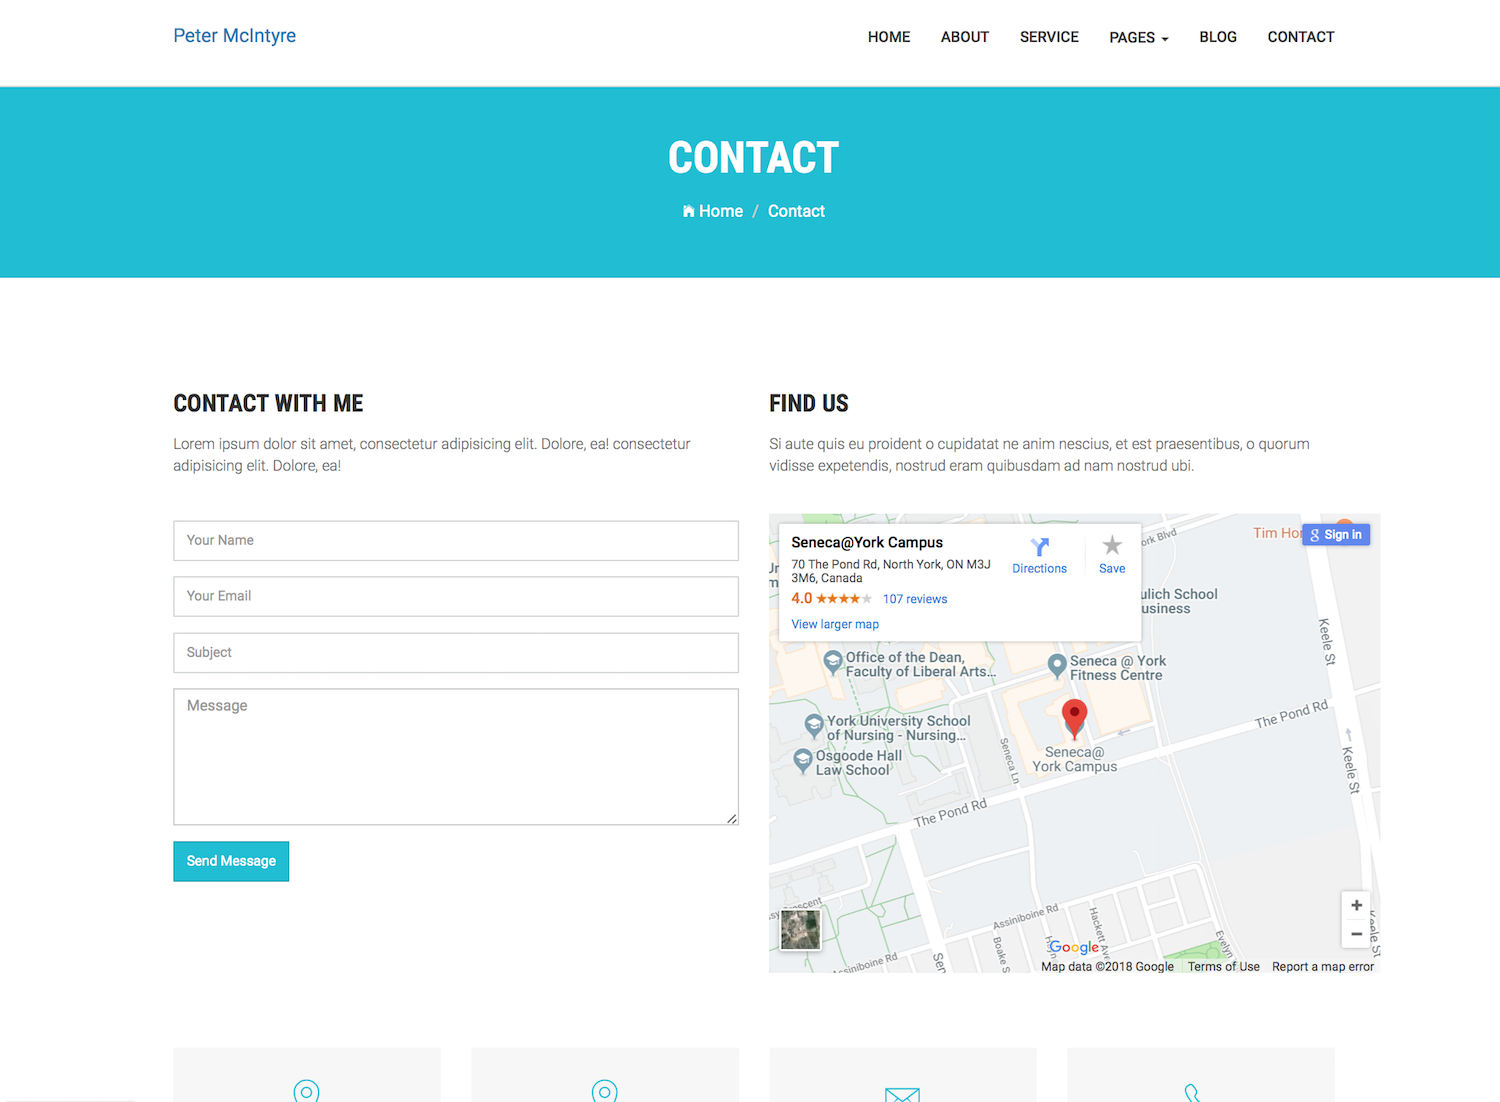 Peter McIntyre
HOME
ABOUT
SERVICE
PAGES
BLOG
CONTACT
CONTACT
Home / Contact
CONTACT WITH ME
Lorem ipsum dolor sit amet, consectetur adipisicing elit. Dolore, ea! consectetur
adipisicing elit. Dolore, ea!
Your Name
Your Email
Subject
Message
Send Message
FIND US
Si aute quis eu proident o cupidatat ne anim nescius, et est praesentibus, o quorum
vidisse expetendis, nostrud eram quibusdam ad nam nostrud ubi.
Seneca@York Campus
70 The Pond Rd, North York, ON M3J
3M6, Canada
4.0
107 reviews
View larger map
Directions
Save
ork Blvd
Tim Hor
Sign in
ulich School
usiness
Keele St
Office of the Dean,
Faculty of Liberal Arts...
Seneca @ York
Fitness Centre
York University School
of Nursing - Nursing...
Osgoode Hall
Law School
Seneca@
York Campus
Seneca Ln
The Pond Rd
Keele St
The Pond Rd
Assiniboine Rd
Hackett Ave
Boake S
Evelyn
Sen
ssiniboine Rd
Keele St
Google
Map data ©2018 Google
Terms of Use
Report a map error